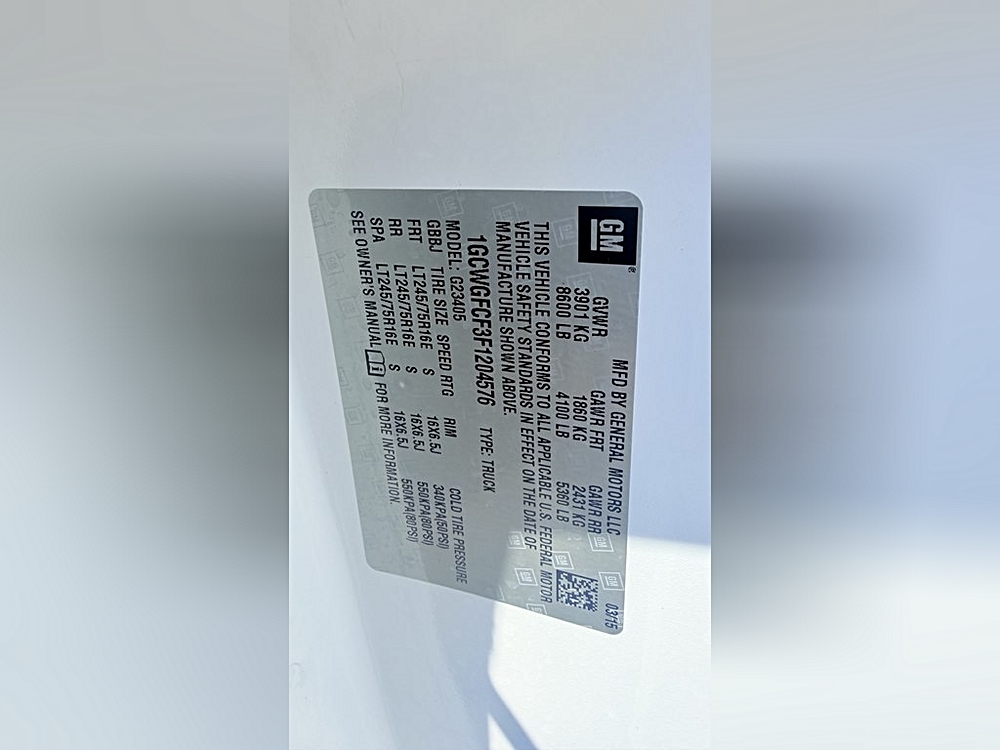 GM
MFD BY GENERAL MOTORS LLC 03/15
GVWR GAWR FRT GAWR RR
3901 KG 1860 KG 2431 KG
8600 LB 4100 LB 5360 LB
THIS VEHICLE CONFORMS TO ALL APPLICABLE U.S. FEDERAL MOTOR
VEHICLE SAFETY STANDARDS IN EFFECT ON THE DATE OF
MANUFACTURE SHOWN ABOVE.
1GCWGFCF3F1204576 TYPE: TRUCK
MODEL: G23405
GBBJ TIRE SIZE SPEED RTG RIM COLD TIRE PRESSURE
FRT LT245/75R16E S 16X6.5J 340KPA(50PSI)
RR LT245/75R16E S 16X6.5J 550KPA(80PSI)
SPA LT245/75R16E S 16X6.5J 550KPA(80PSI)
SEE OWNER'S MANUAL FOR MORE INFORMATION.